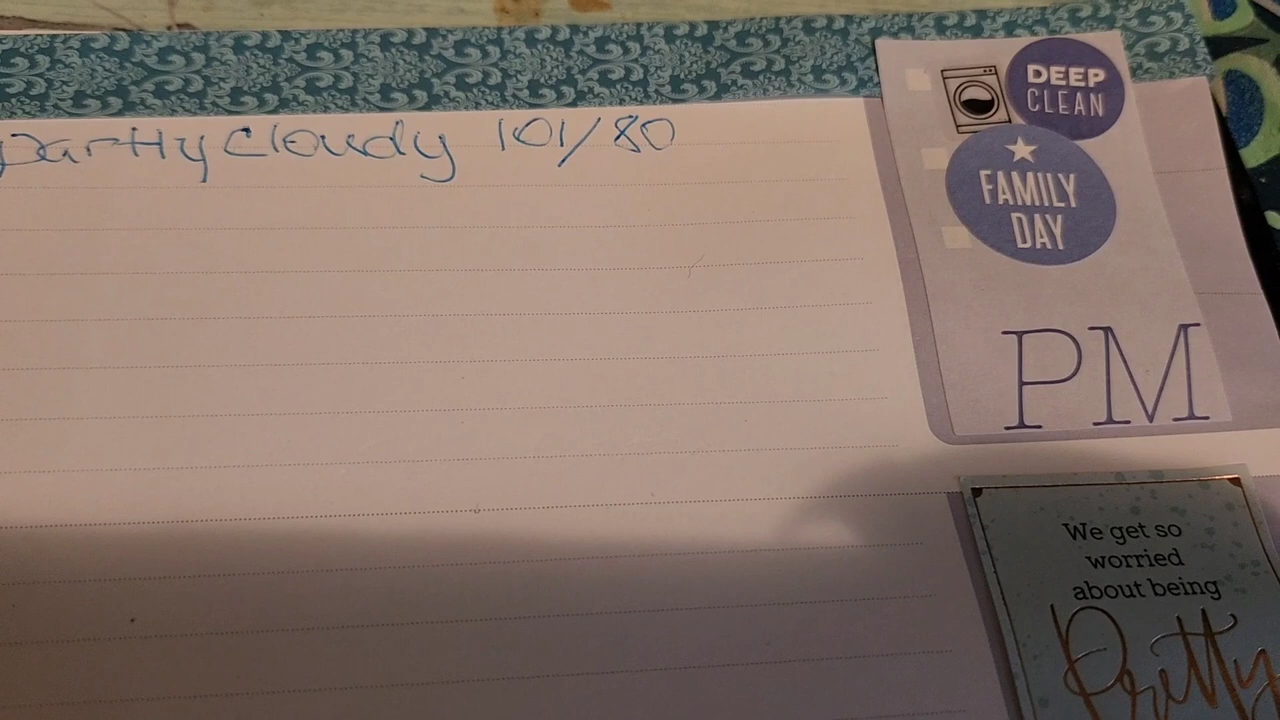 Partly Cloudy 101/80
DEEP
CLEAN
FAMILY
DAY
PM
We get so
worried
about being
Pretty